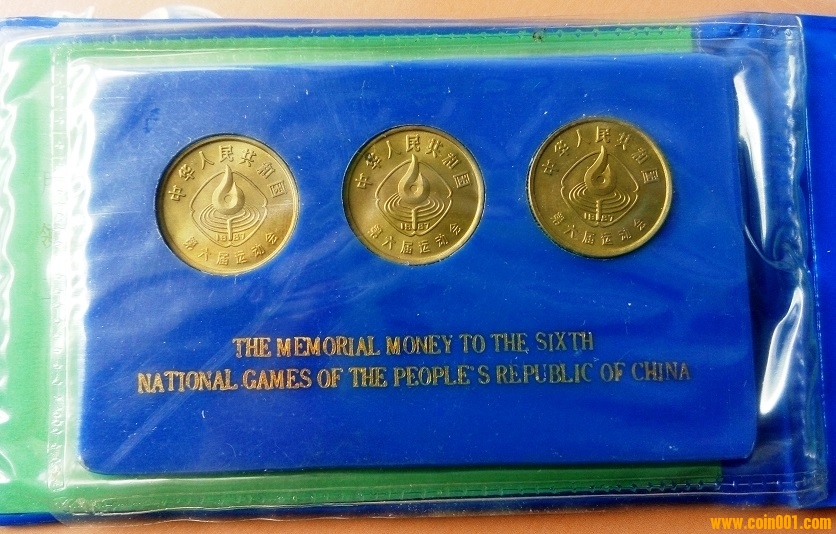 中华人民共和国
1987
第六届运动会
中华人民共和国
1987
第六届运动会
中华人民共和国
1987
第六届运动会
THE MEMORIAL MONEY TO THE SIXTH
NATIONAL GAMES OF THE PEOPLE'S REPUBLIC OF CHINA
www.coin001.com